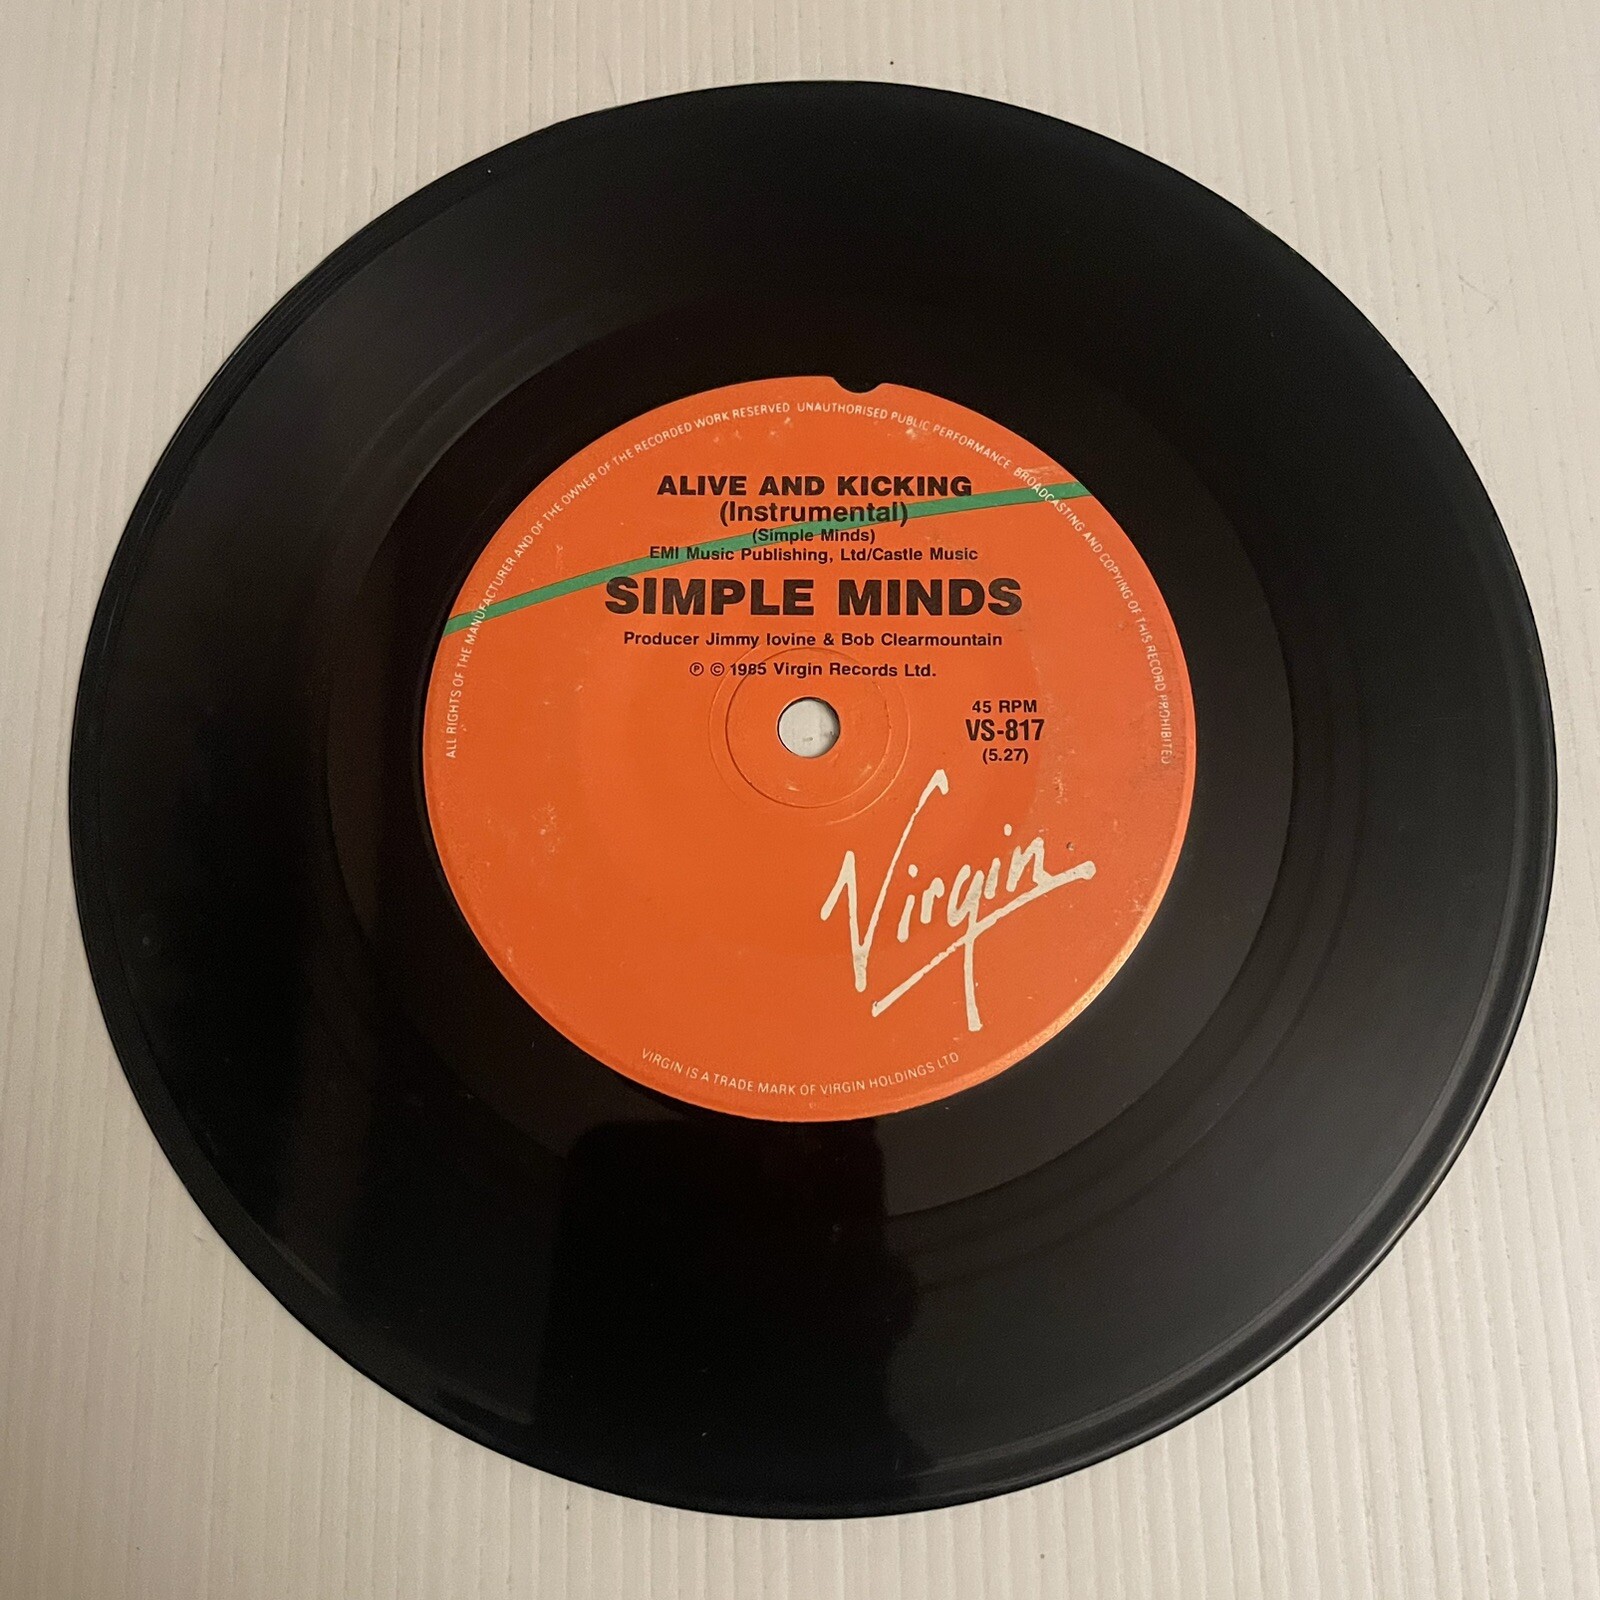 ALL RIGHTS OF THE MANUFACTURER AND OF THE OWNER OF THE RECORDED WORK RESERVED UNAUTHORISED PUBLIC PERFORMANCE BROADCASTING AND COPYING OF THIS RECORD PROHIBITED
ALIVE AND KICKING
(Instrumental)
(Simple Minds)
EMI Music Publishing, Ltd/Castle Music
SIMPLE MINDS
Producer Jimmy Iovine & Bob Clearmountain
℗ © 1985 Virgin Records Ltd.
45 RPM
VS-817
(5.27)
Virgin
VIRGIN IS A TRADE MARK OF VIRGIN HOLDINGS LTD